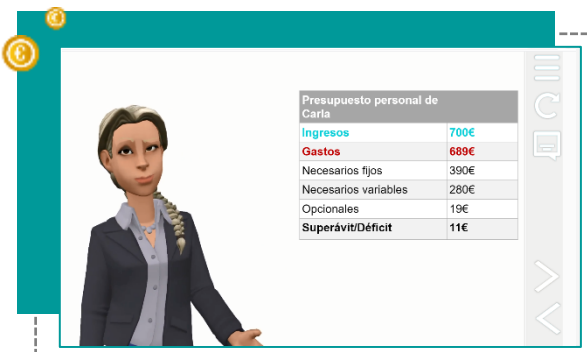 Presupuesto personal de
Carla
Ingresos 700€
Gastos 689€
Necesarios fijos 390€
Necesarios variables 280€
Opcionales 19€
Superávit/Déficit 11€